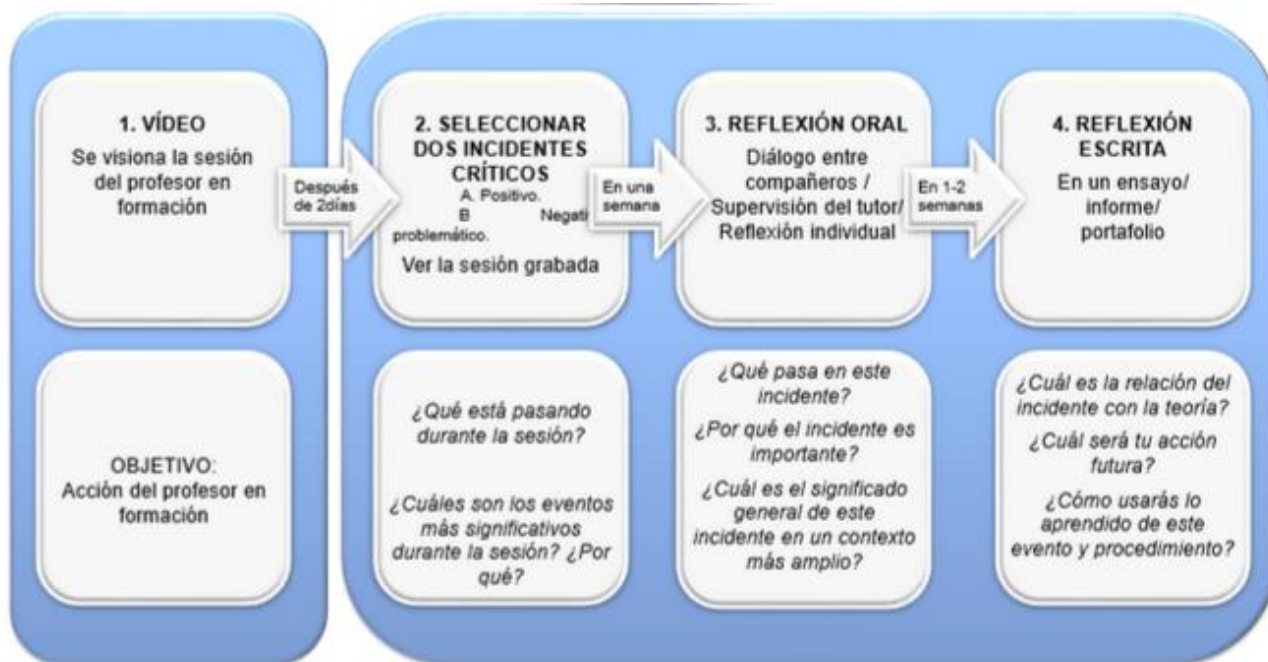 1. VÍDEO
Se visiona la sesión
del profesor en
formación
Después
de 2días
2. SELECCIONAR
DOS INCIDENTES
CRÍTICOS
A. Positivo.
B Negati
problemático.
Ver la sesión grabada
En una
semana
3. REFLEXIÓN ORAL
Diálogo entre
compañeros /
Supervisión del tutor/
Reflexión individual
En 1-2
semanas
4. REFLEXIÓN
ESCRITA
En un ensayo/
informe/
portafolio
OBJETIVO:
Acción del profesor en
formación
¿Qué está pasando
durante la sesión?
¿Cuáles son los eventos
más significativos
durante la sesión? ¿Por
qué?
¿Qué pasa en este
incidente?
¿Por qué el incidente es
importante?
¿Cuál es el significado
general de este
incidente en un contexto
más amplio?
¿Cuál es la relación del
incidente con la teoría?
¿Cuál será tu acción
futura?
¿Cómo usarás lo
aprendido de este
evento y procedimiento?